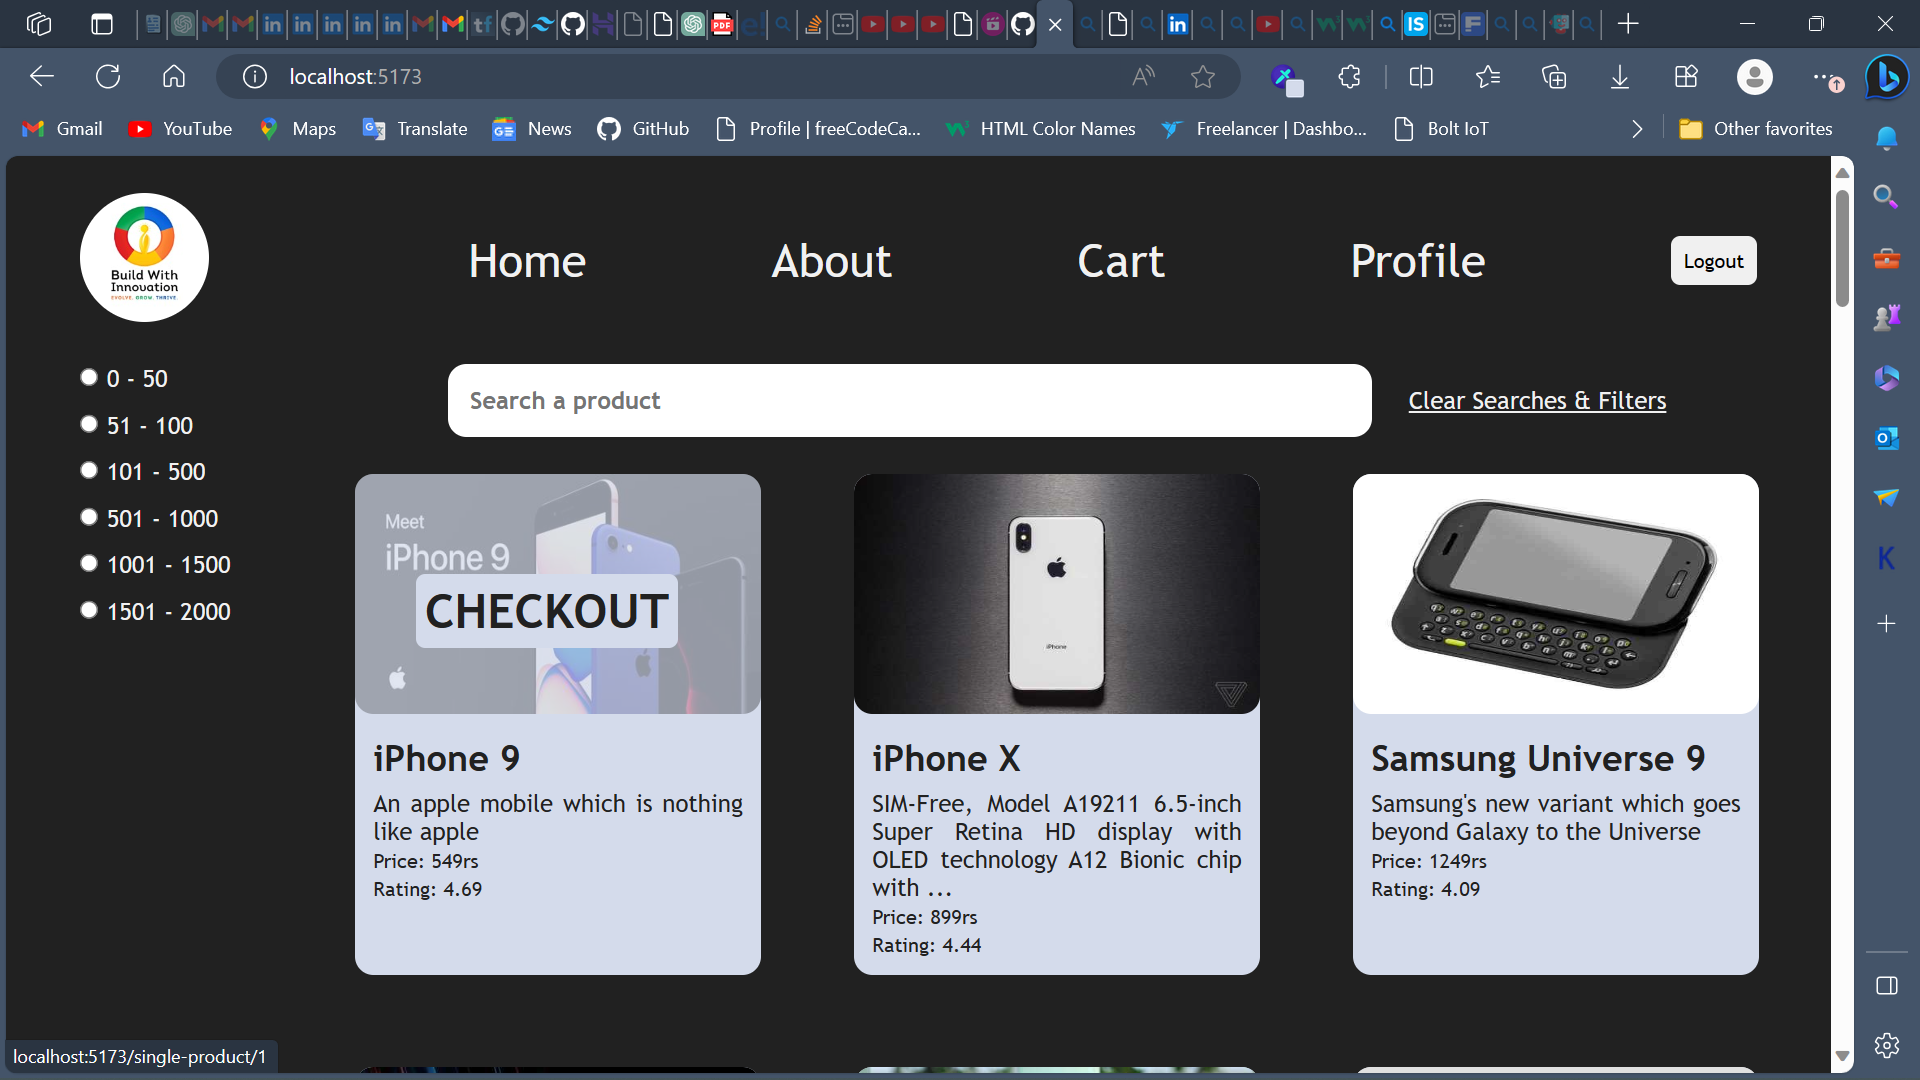 localhost:5173
Gmail YouTube Maps Translate News GitHub Profile | freeCodeCa... HTML Color Names Freelancer | Dashbo... Bolt IoT Other favorites
Build With
Innovation
EVOLVE. GROW. THRIVE.
Home About Cart Profile Logout
0 - 50
51 - 100
101 - 500
501 - 1000
1001 - 1500
1501 - 2000
Search a product
Clear Searches & Filters
Meet
iPhone 9
CHECKOUT
iPhone 9
An apple mobile which is nothing
like apple
Price: 549rs
Rating: 4.69
iPhone
iPhone X
SIM-Free, Model A19211 6.5-inch
Super Retina HD display with
OLED technology A12 Bionic chip
with ...
Price: 899rs
Rating: 4.44
Samsung Universe 9
Samsung's new variant which goes
beyond Galaxy to the Universe
Price: 1249rs
Rating: 4.09
localhost:5173/single-product/1